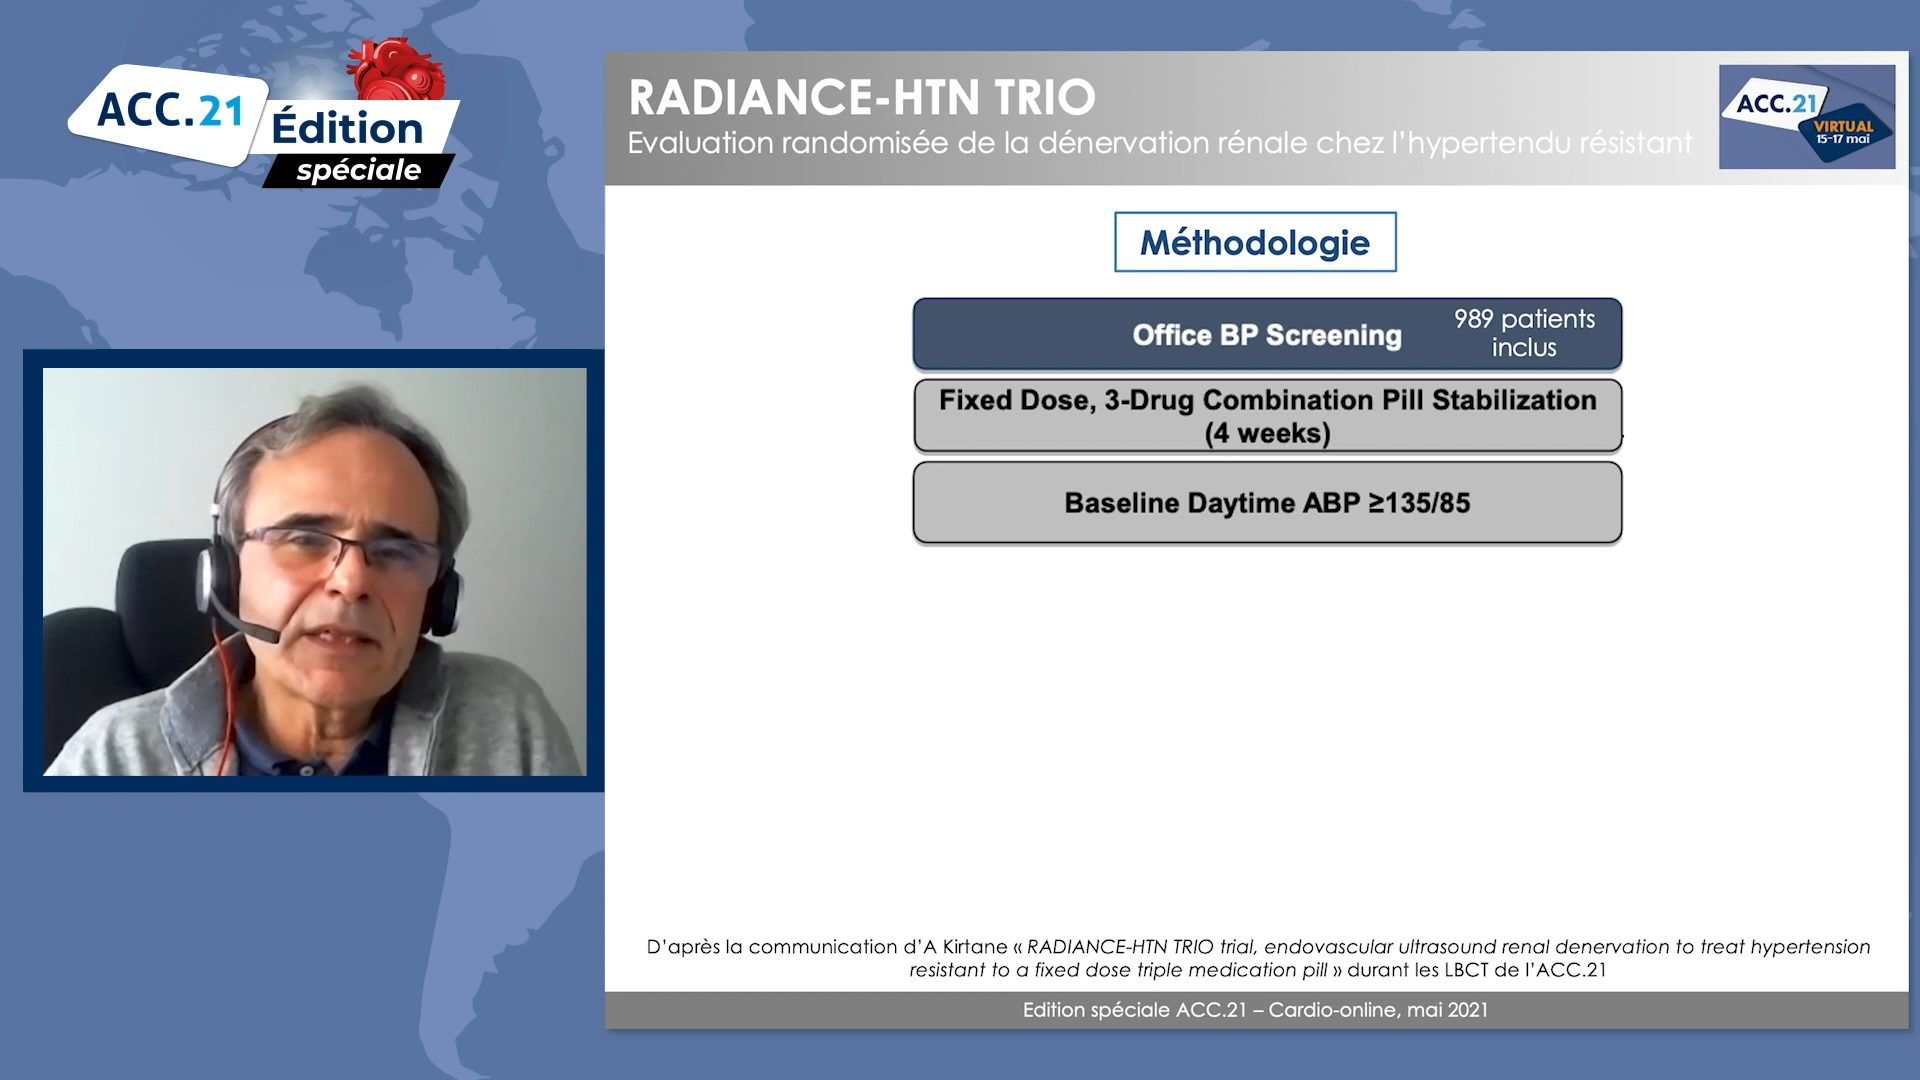 ACC.21
Édition
spéciale
RADIANCE-HTN TRIO
Evaluation randomisée de la dénervation rénale chez l'hypertendu résistant
ACC.21
VIRTUAL
15-17 mai
Méthodologie
Office BP Screening
989 patients
inclus
Fixed Dose, 3-Drug Combination Pill Stabilization
(4 weeks)
Baseline Daytime ABP ≥135/85
D'après la communication d'A Kirtane « RADIANCE-HTN TRIO trial, endovascular ultrasound renal denervation to treat hypertension
resistant to a fixed dose triple medication pill » durant les LBCT de l'ACC.21
Edition spéciale ACC.21 – Cardio-online, mai 2021